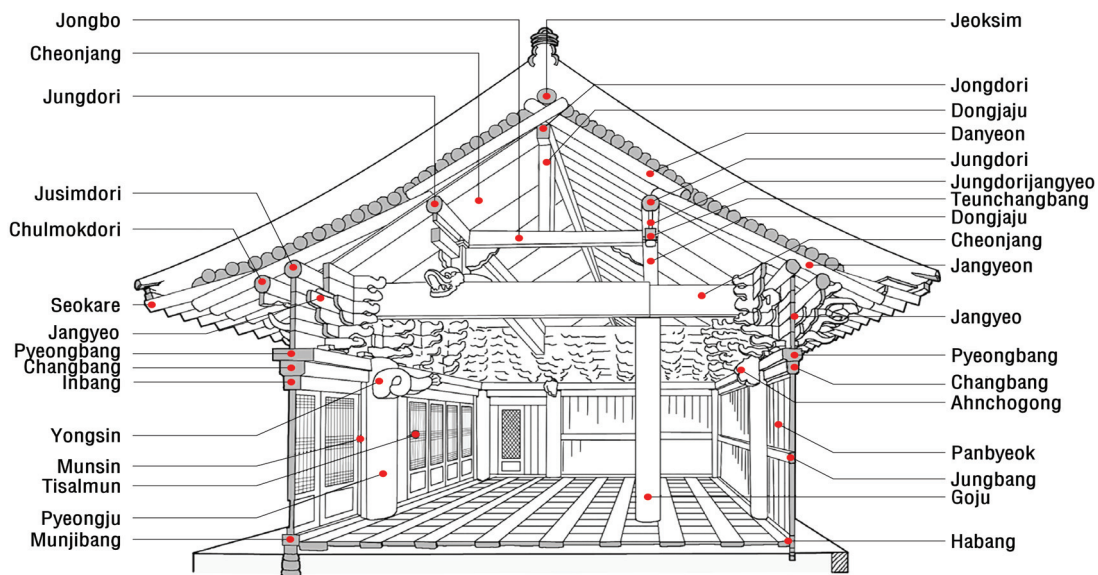 Jongbo
Cheonjang
Jungdori
Jusimdori
Chulmokdori
Seokare
Jangyeo
Pyeongbang
Changbang
Inbang
Yongsin
Munsin
Tisalmun
Pyeongju
Munjibang
Jeoksim
Jongdori
Dongjaju
Danyeon
Jungdori
Jungdorijangyeo
Teunchangbang
Dongjaju
Cheonjang
Jangyeon
Jangyeo
Pyeongbang
Changbang
Ahnchogong
Panbyeok
Jungbang
Goju
Habang